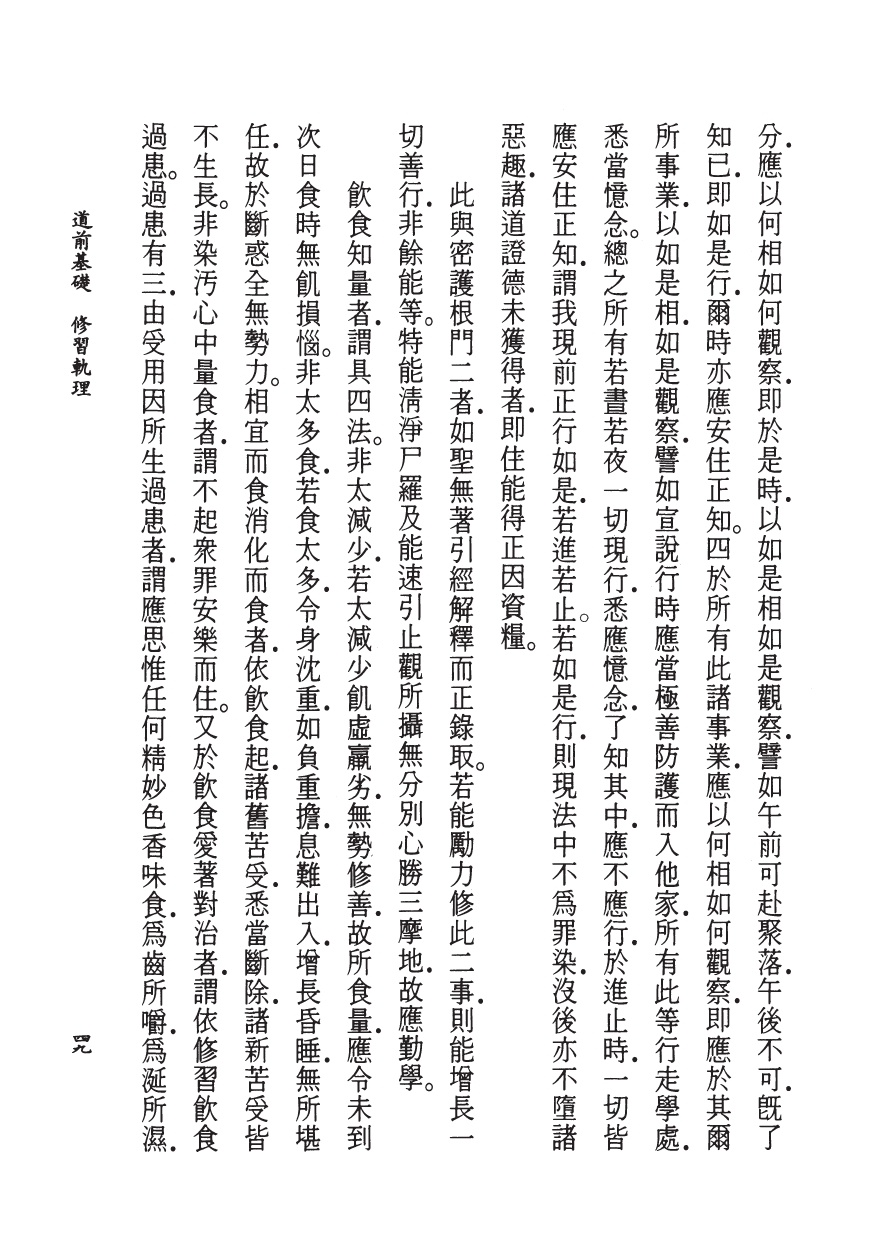 分．應以何相如何觀察．即於是時．以如是相如是觀察．譬如午前可赴聚落．午後不可．旣了
知已．即如是行．爾時亦應安住正知。四於所有此諸事業．應以何相如何觀察．即應於其爾
所事業．以如是相．如是觀察．譬如宣說行時應當極善防護而入他家．所有此等行走學處．
悉當憶念。總之所有若晝若夜一切現行．悉應憶念．了知其中．應不應行．於進止時．一切皆
應安住正知．謂我現前正行如是．若進若止。若如是行．則現法中不爲罪染．沒後亦不墮諸
惡趣．諸道證德未獲得者．即住能得正因資糧。
此與密護根門二者．如聖無著引經解釋而正錄取。若能勵力修此二事．則能增長一
切善行．非餘能等。特能淸淨尸羅及能速引止觀所攝無分別心勝三摩地．故應勤學。
飲食知量者．謂具四法。非太減少．若太減少飢虛羸劣．無勢修善．故所食量．應令未到
次日食時無飢損惱。非太多食．若食太多．令身沈重．如負重擔．息難出入．增長昏睡．無所堪
任．故於斷惑全無勢力。相宜而食消化而食者．依飲食起．諸舊苦受．悉當斷除．諸新苦受皆
不生長。非染汚心中量食者．謂不起衆罪安樂而住。又於飲食愛著對治者．謂依修習飲食
過患。過患有三．由受用因所生過患者．謂應思惟任何精妙色香味食．爲齒所嚼．爲涎所濕．
道前基礎　修習軌理
四九